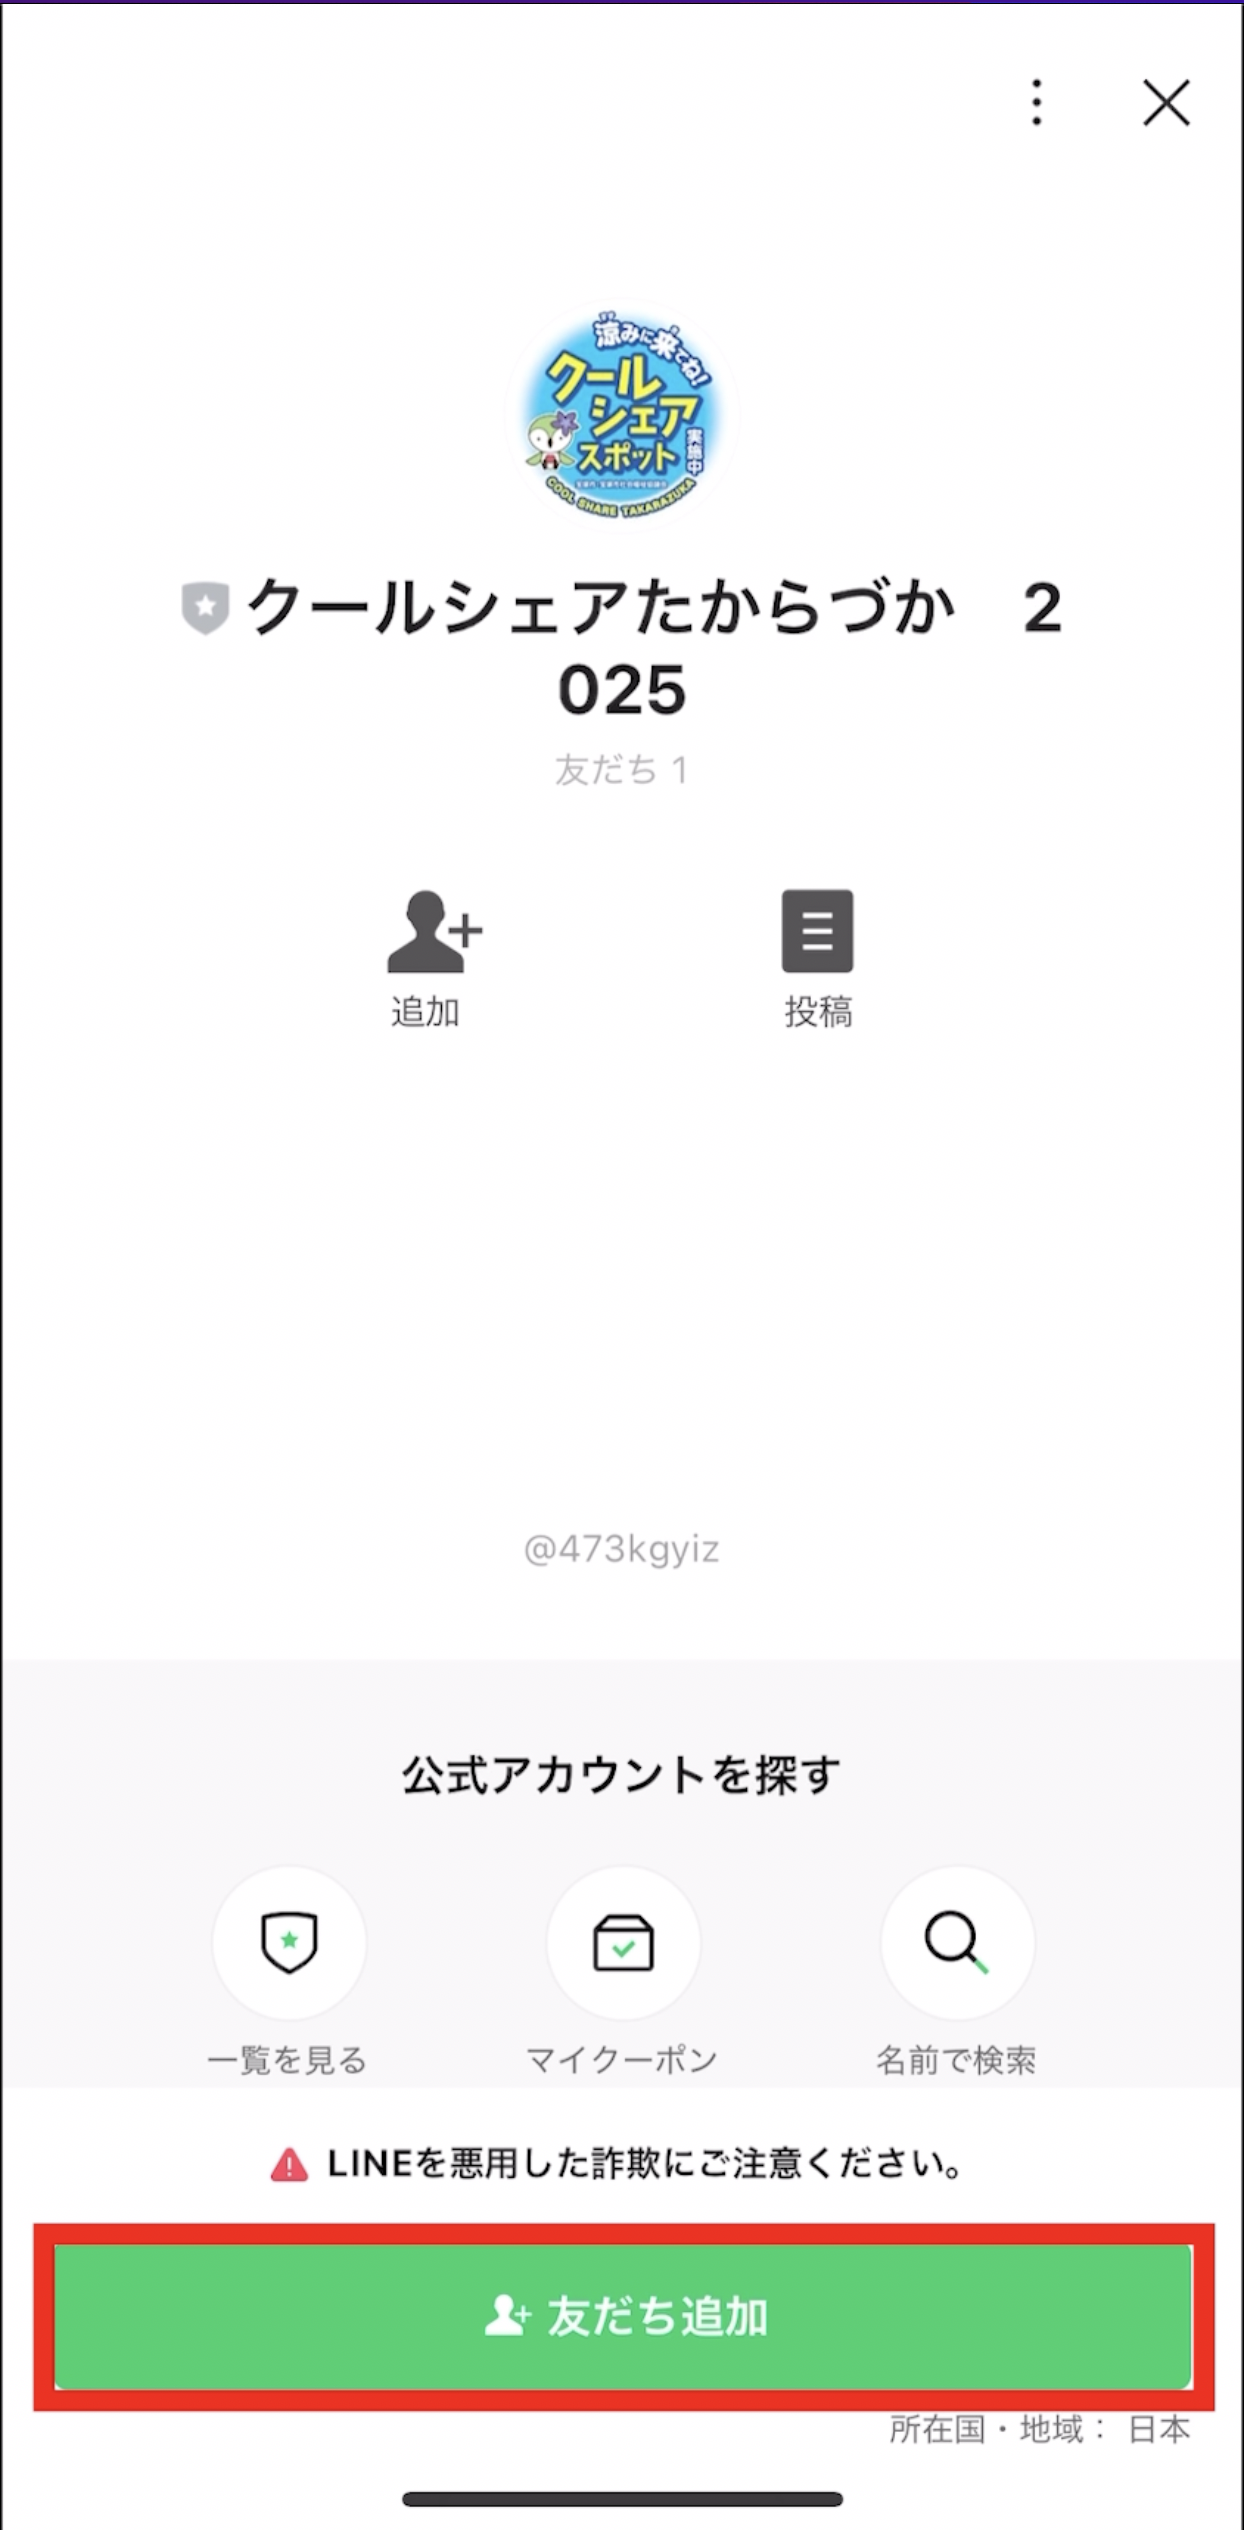 涼みに来てね!
クール
シェア
スポット
実施中
COOL SHARE TAKARAZUKA
クールシェアたからづか　2
025
友だち 1
追加
投稿
@473kgyiz
公式アカウントを探す
一覧を見る
マイクーポン
名前で検索
LINEを悪用した詐欺にご注意ください。
友だち追加
所在国・地域： 日本